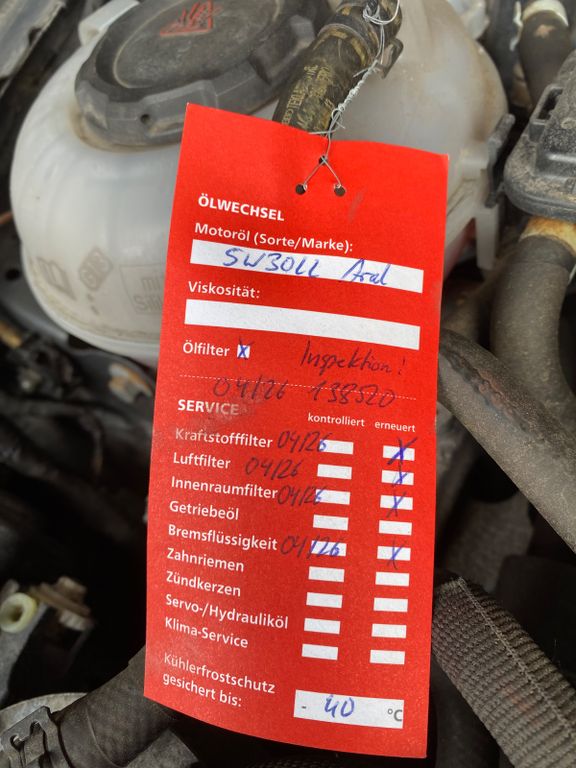 ÖLWECHSEL
Motoröl (Sorte/Marke):
5W30LL Aral
Viskosität:
Ölfilter X Inspektion!
04/26 138520
SERVICE kontrolliert erneuert
Kraftstofffilter 04/26 X
Luftfilter 04/26 X
Innenraumfilter 04/26 X
Getriebeöl
Bremsflüssigkeit 04/26 X
Zahnriemen
Zündkerzen
Servo-/Hydrauliköl
Klima-Service
Kühlerfrostschutz
gesichert bis: - 40 °C